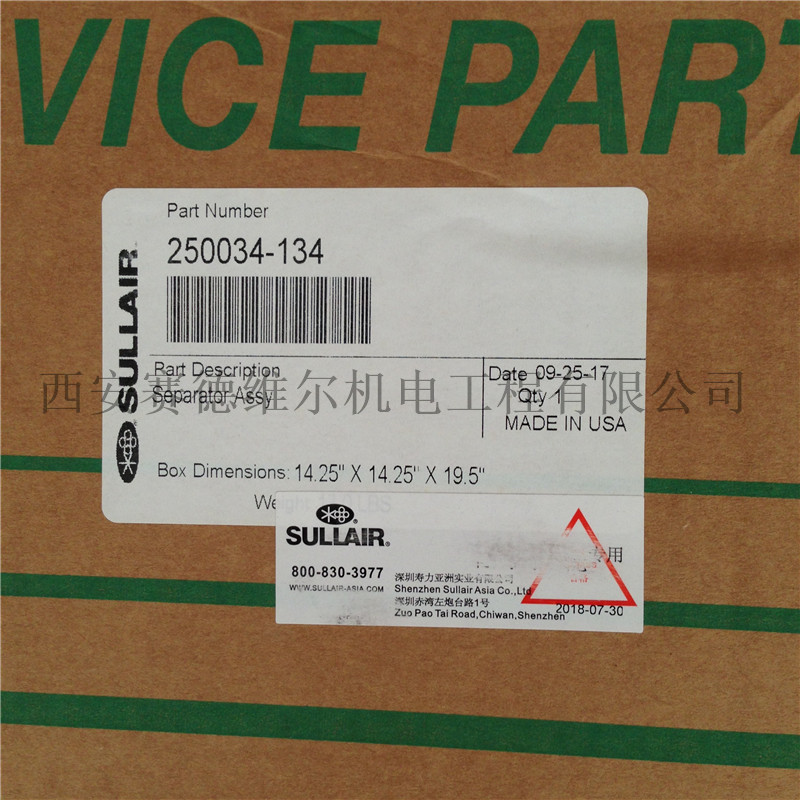 VICE PART
SULLAIR
Part Number
250034-134
Part Description
Separator Assy
Date 09-25-17
Qty 1
MADE IN USA
西安赛德维尔机电工程有限公司
Box Dimensions: 14.25" X 14.25" X 19.5"
SULLAIR
800-830-3977
WWW.SULLAIR-ASIA.COM
专用
深圳寿力亚洲实业有限公司
Shenzhen Sullair Asia Co.,Ltd
深圳赤湾左炮台路1号
Zuo Pao Tai Road,Chiwan,Shenzhen
2018-07-30